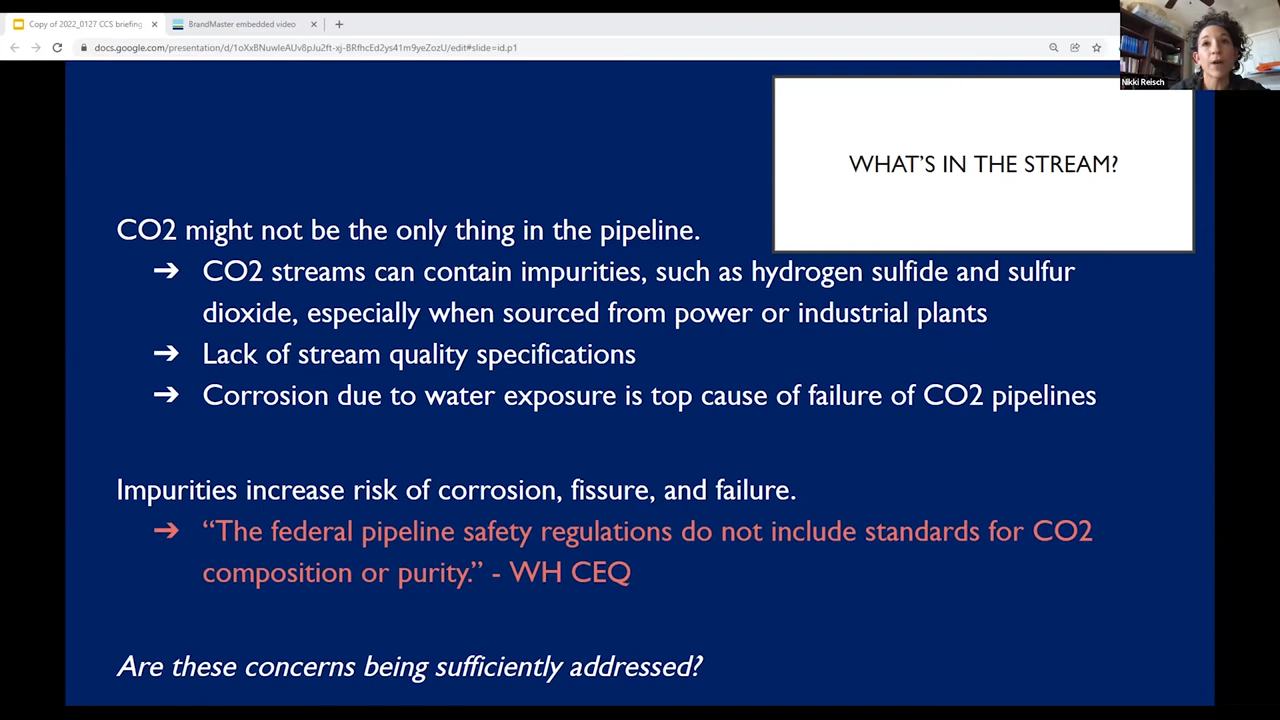 Copy of 2022_0127 CCS briefing
BrandMaster embedded video
docs.google.com/presentation/d/1oXxBNuwIeAUv8pJu2ft-xj-BRfhcEd2ys41m9yeZozU/edit#slide=id.p1
Nikki Reisch
WHAT'S IN THE STREAM?
CO2 might not be the only thing in the pipeline.
➔ CO2 streams can contain impurities, such as hydrogen sulfide and sulfur
dioxide, especially when sourced from power or industrial plants
➔ Lack of stream quality specifications
➔ Corrosion due to water exposure is top cause of failure of CO2 pipelines
Impurities increase risk of corrosion, fissure, and failure.
➔ “The federal pipeline safety regulations do not include standards for CO2
composition or purity.” - WH CEQ
Are these concerns being sufficiently addressed?